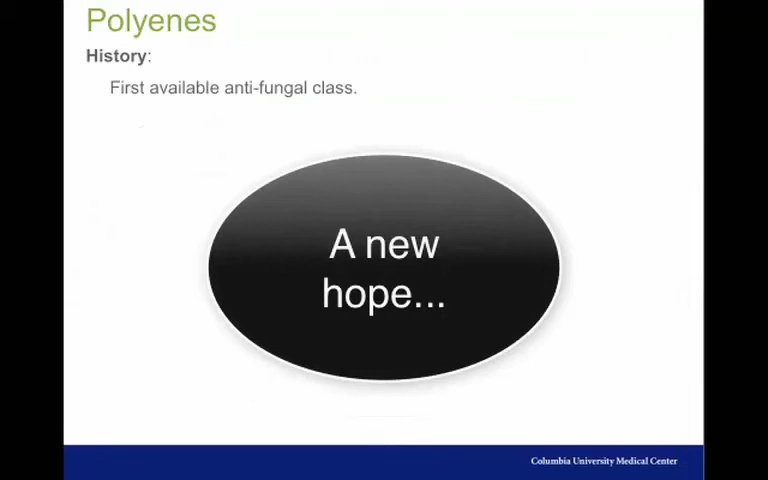 Polyenes
History:
First available anti-fungal class.
A new
hope...
Columbia University Medical Center